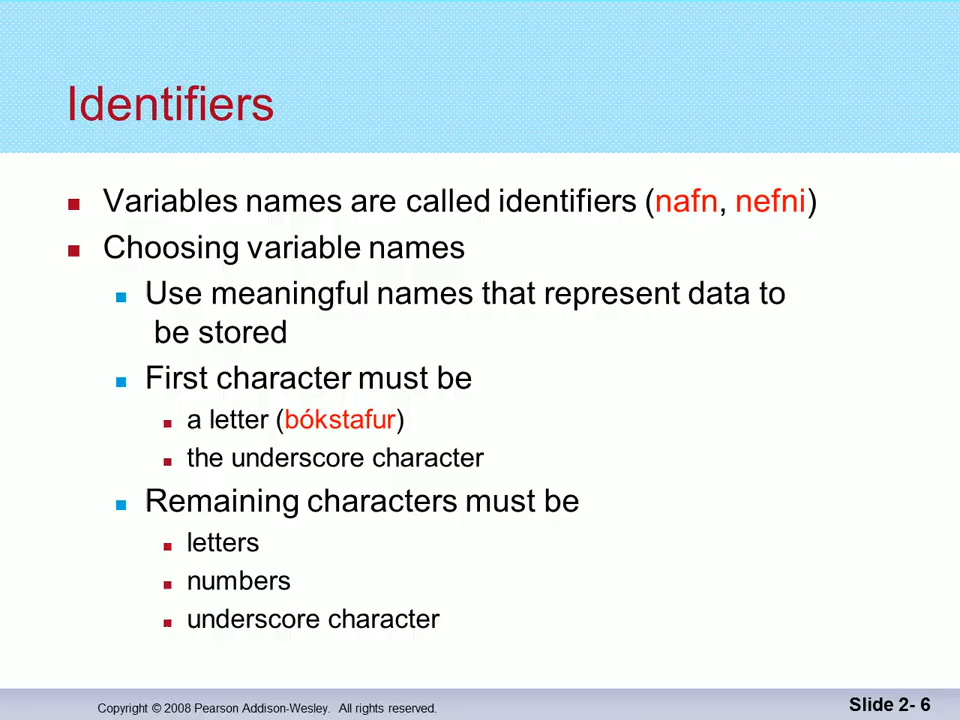 Identifiers
Variables names are called identifiers (nafn, nefni)
Choosing variable names
Use meaningful names that represent data to
be stored
First character must be
a letter (bókstafur)
the underscore character
Remaining characters must be
letters
numbers
underscore character
Copyright © 2008 Pearson Addison-Wesley. All rights reserved.
Slide 2- 6